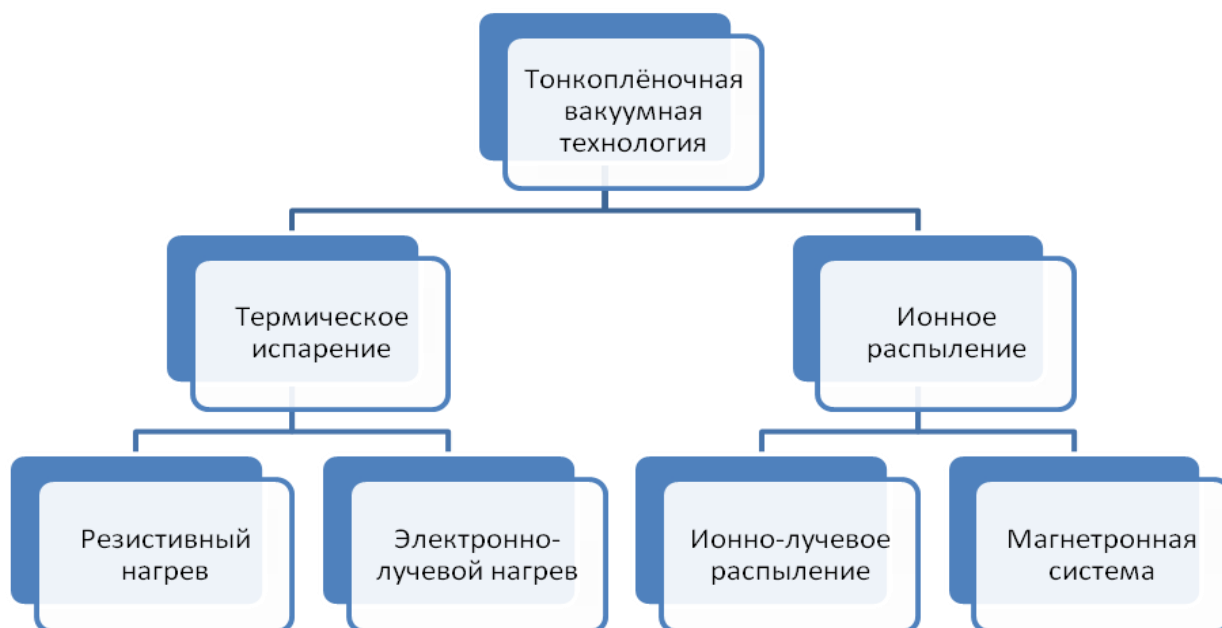 Тонкоплёночная
вакуумная
технология
Термическое
испарение
Ионное
распыление
Резистивный
нагрев
Электронно-
лучевой нагрев
Ионно-лучевое
распыление
Магнетронная
система